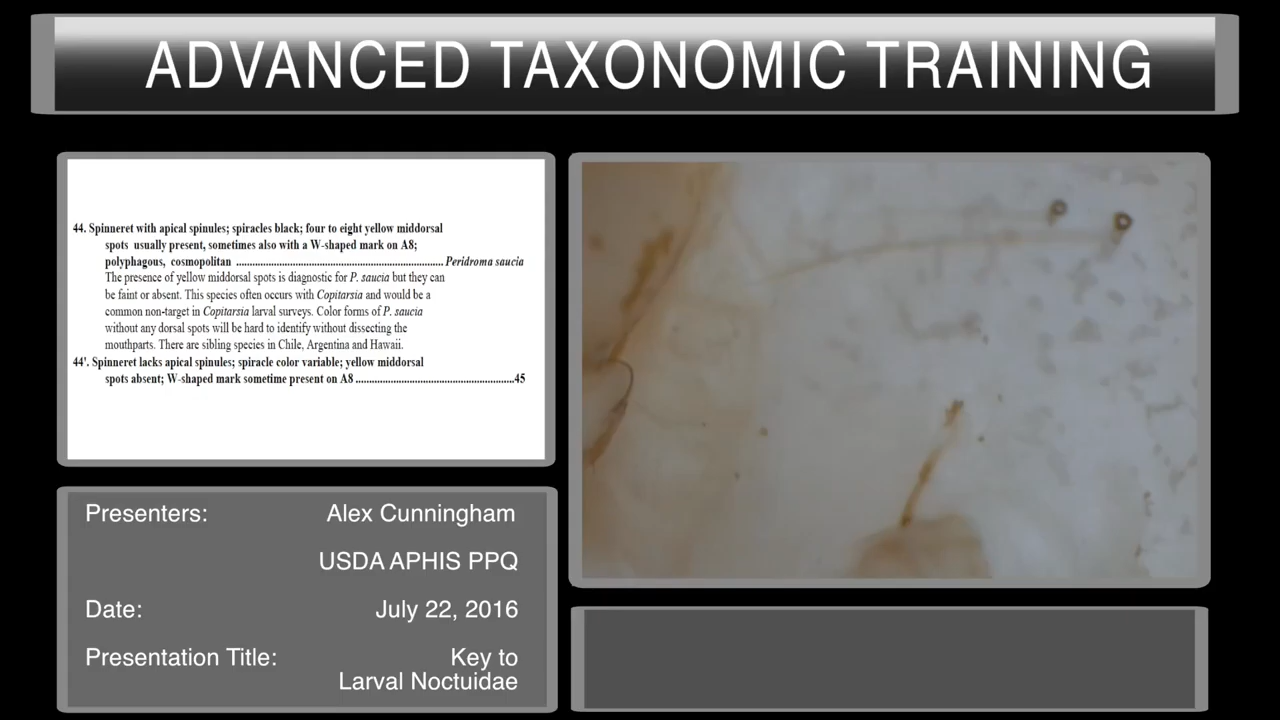 ADVANCED TAXONOMIC TRAINING
44. Spinneret with apical spinules; spiracles black; four to eight yellow middorsal
spots usually present, sometimes also with a W-shaped mark on A8;
polyphagous, cosmopolitan ........................................................................ Peridroma saucia
The presence of yellow middorsal spots is diagnostic for P. saucia but they can
be faint or absent. This species often occurs with Copitarsia and would be a
common non-target in Copitarsia larval surveys. Color forms of P. saucia
without any dorsal spots will be hard to identify without dissecting the
mouthparts. There are sibling species in Chile, Argentina and Hawaii.
44'. Spinneret lacks apical spinules; spiracle color variable; yellow middorsal
spots absent; W-shaped mark sometime present on A8 ......................................................45
Presenters: Alex Cunningham
USDA APHIS PPQ
Date: July 22, 2016
Presentation Title: Key to
Larval Noctuidae